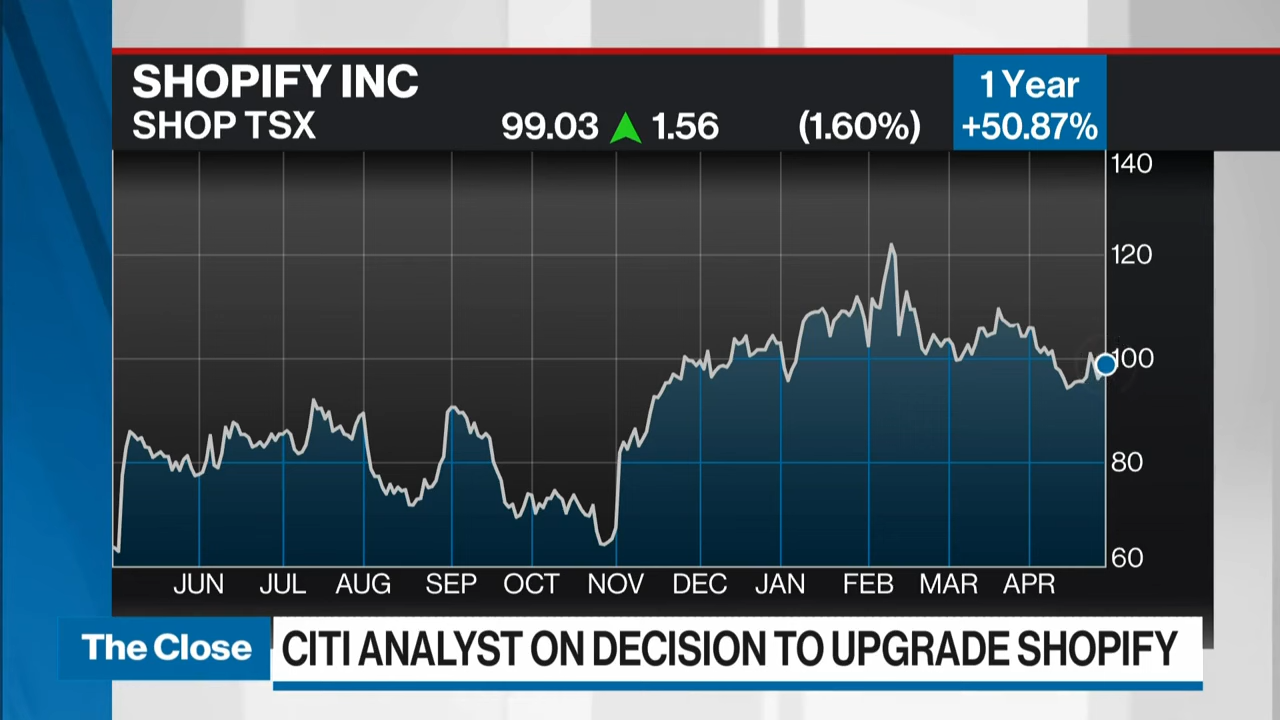 SHOPIFY INC
SHOP TSX 99.03 1.56 (1.60%)
1 Year
+50.87%
140
120
100
80
60
JUN JUL AUG SEP OCT NOV DEC JAN FEB MAR APR
The Close
CITI ANALYST ON DECISION TO UPGRADE SHOPIFY